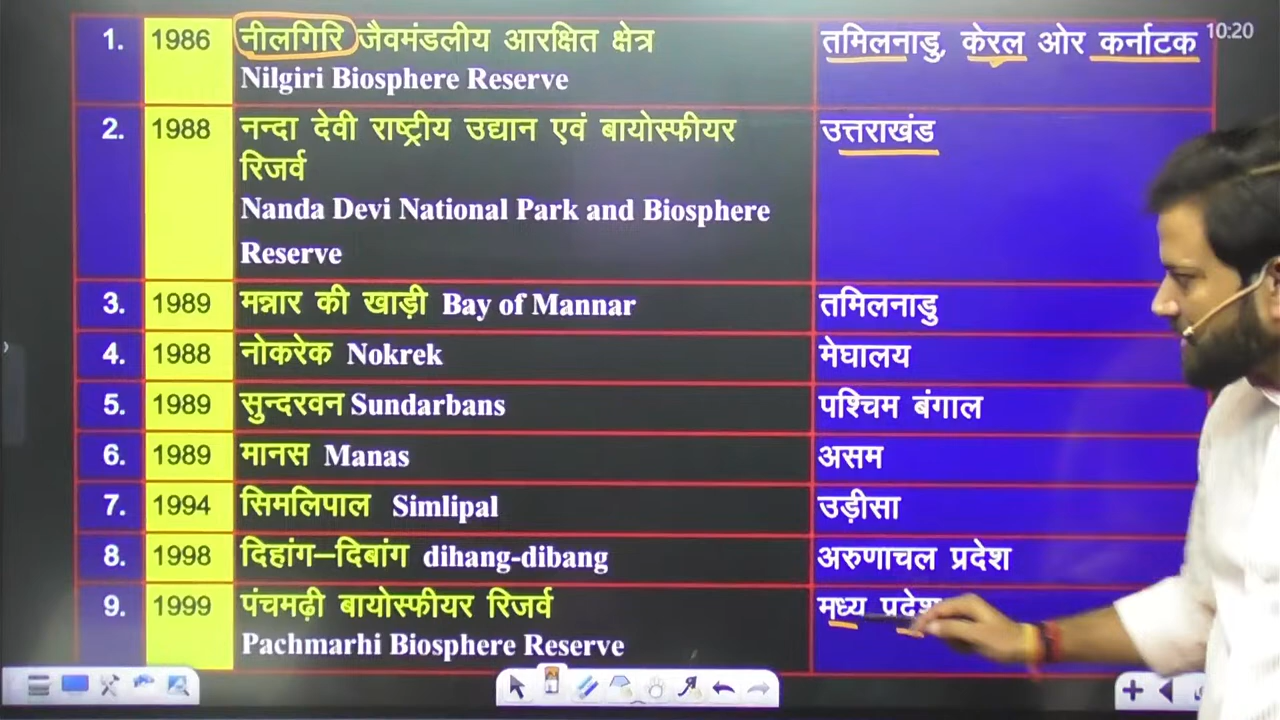 1. 1986 नीलगिरि जैवमंडलीय आरक्षित क्षेत्र तमिलनाडु, केरल ओर कर्नाटक 10:20
Nilgiri Biosphere Reserve
2. 1988 नन्दा देवी राष्ट्रीय उद्यान एवं बायोस्फीयर उत्तराखंड
रिजर्व
Nanda Devi National Park and Biosphere
Reserve
3. 1989 मन्नार की खाड़ी Bay of Mannar तमिलनाडु
4. 1988 नोकरेक Nokrek मेघालय
5. 1989 सुन्दरवन Sundarbans पश्चिम बंगाल
6. 1989 मानस Manas असम
7. 1994 सिमलिपाल Simlipal उड़ीसा
8. 1998 दिहांग–दिबांग dihang-dibang अरुणाचल प्रदेश
9. 1999 पंचमढ़ी बायोस्फीयर रिजर्व मध्य प्रदेश
Pachmarhi Biosphere Reserve